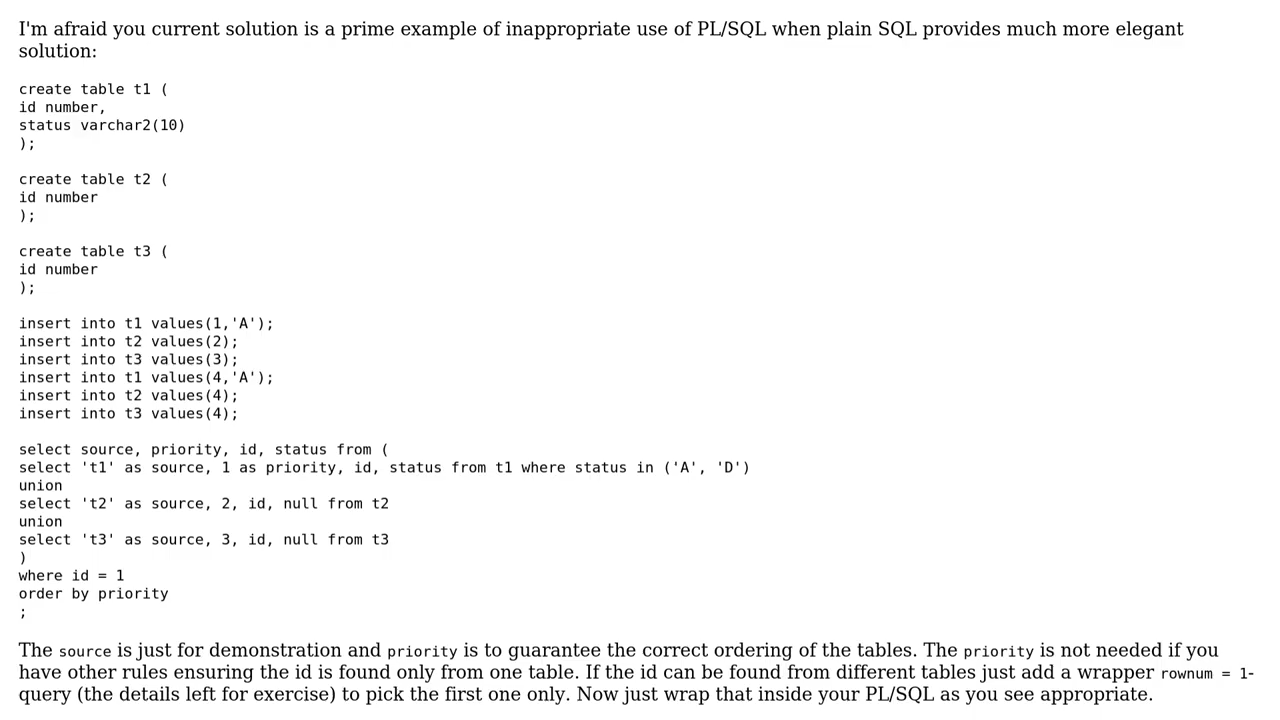 I'm afraid you current solution is a prime example of inappropriate use of PL/SQL when plain SQL provides much more elegant
solution:
create table t1 (
id number,
status varchar2(10)
);
create table t2 (
id number
);
create table t3 (
id number
);
insert into t1 values(1,'A');
insert into t2 values(2);
insert into t3 values(3);
insert into t1 values(4,'A');
insert into t2 values(4);
insert into t3 values(4);
select source, priority, id, status from (
select 't1' as source, 1 as priority, id, status from t1 where status in ('A', 'D')
union
select 't2' as source, 2, id, null from t2
union
select 't3' as source, 3, id, null from t3
)
where id = 1
order by priority
;
The source is just for demonstration and priority is to guarantee the correct ordering of the tables. The priority is not needed if you
have other rules ensuring the id is found only from one table. If the id can be found from different tables just add a wrapper rownum = 1-
query (the details left for exercise) to pick the first one only. Now just wrap that inside your PL/SQL as you see appropriate.